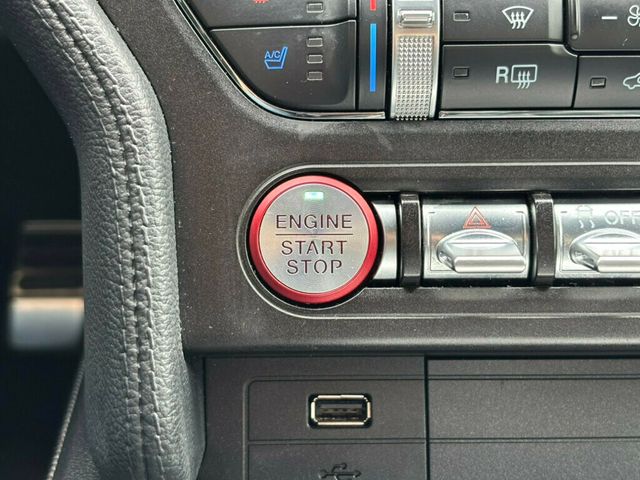 A/C
R
ENGINE
START
STOP
OFF